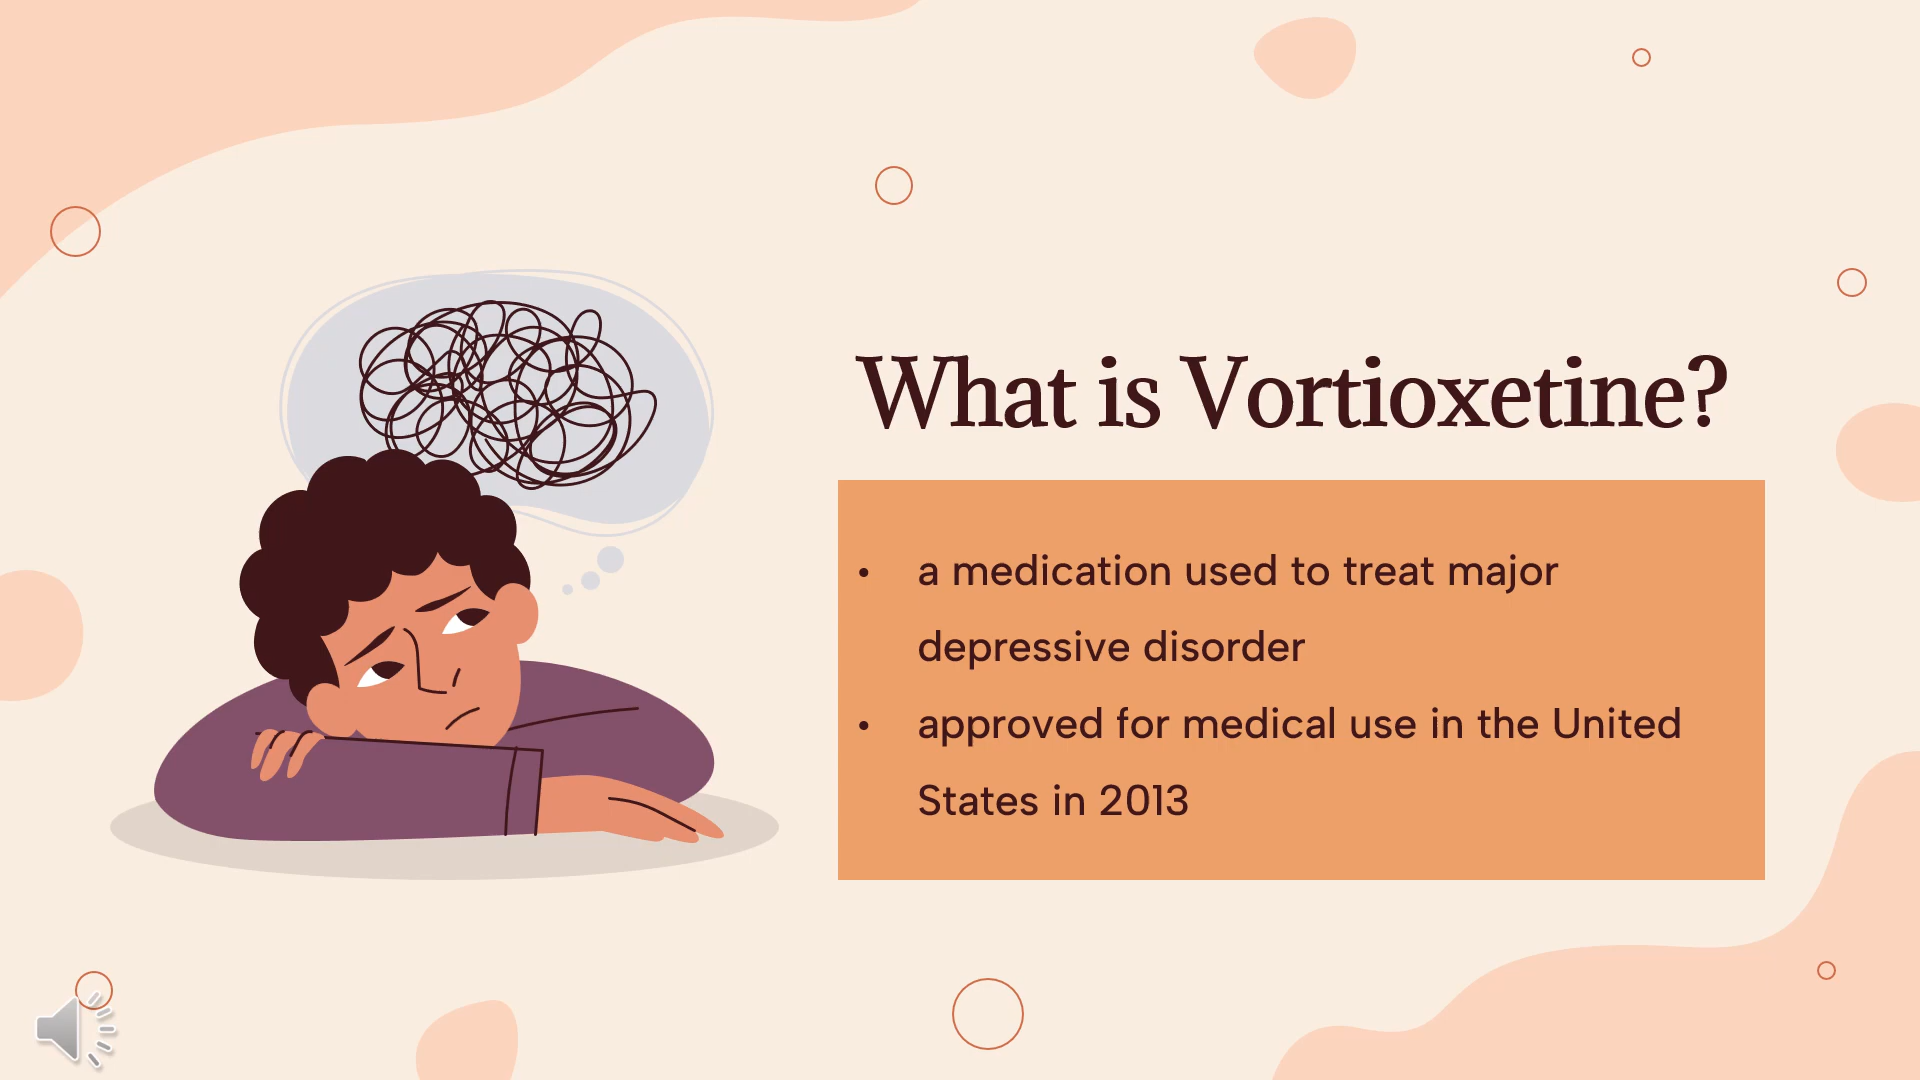 What is Vortioxetine?
• a medication used to treat major
depressive disorder
• approved for medical use in the United
States in 2013